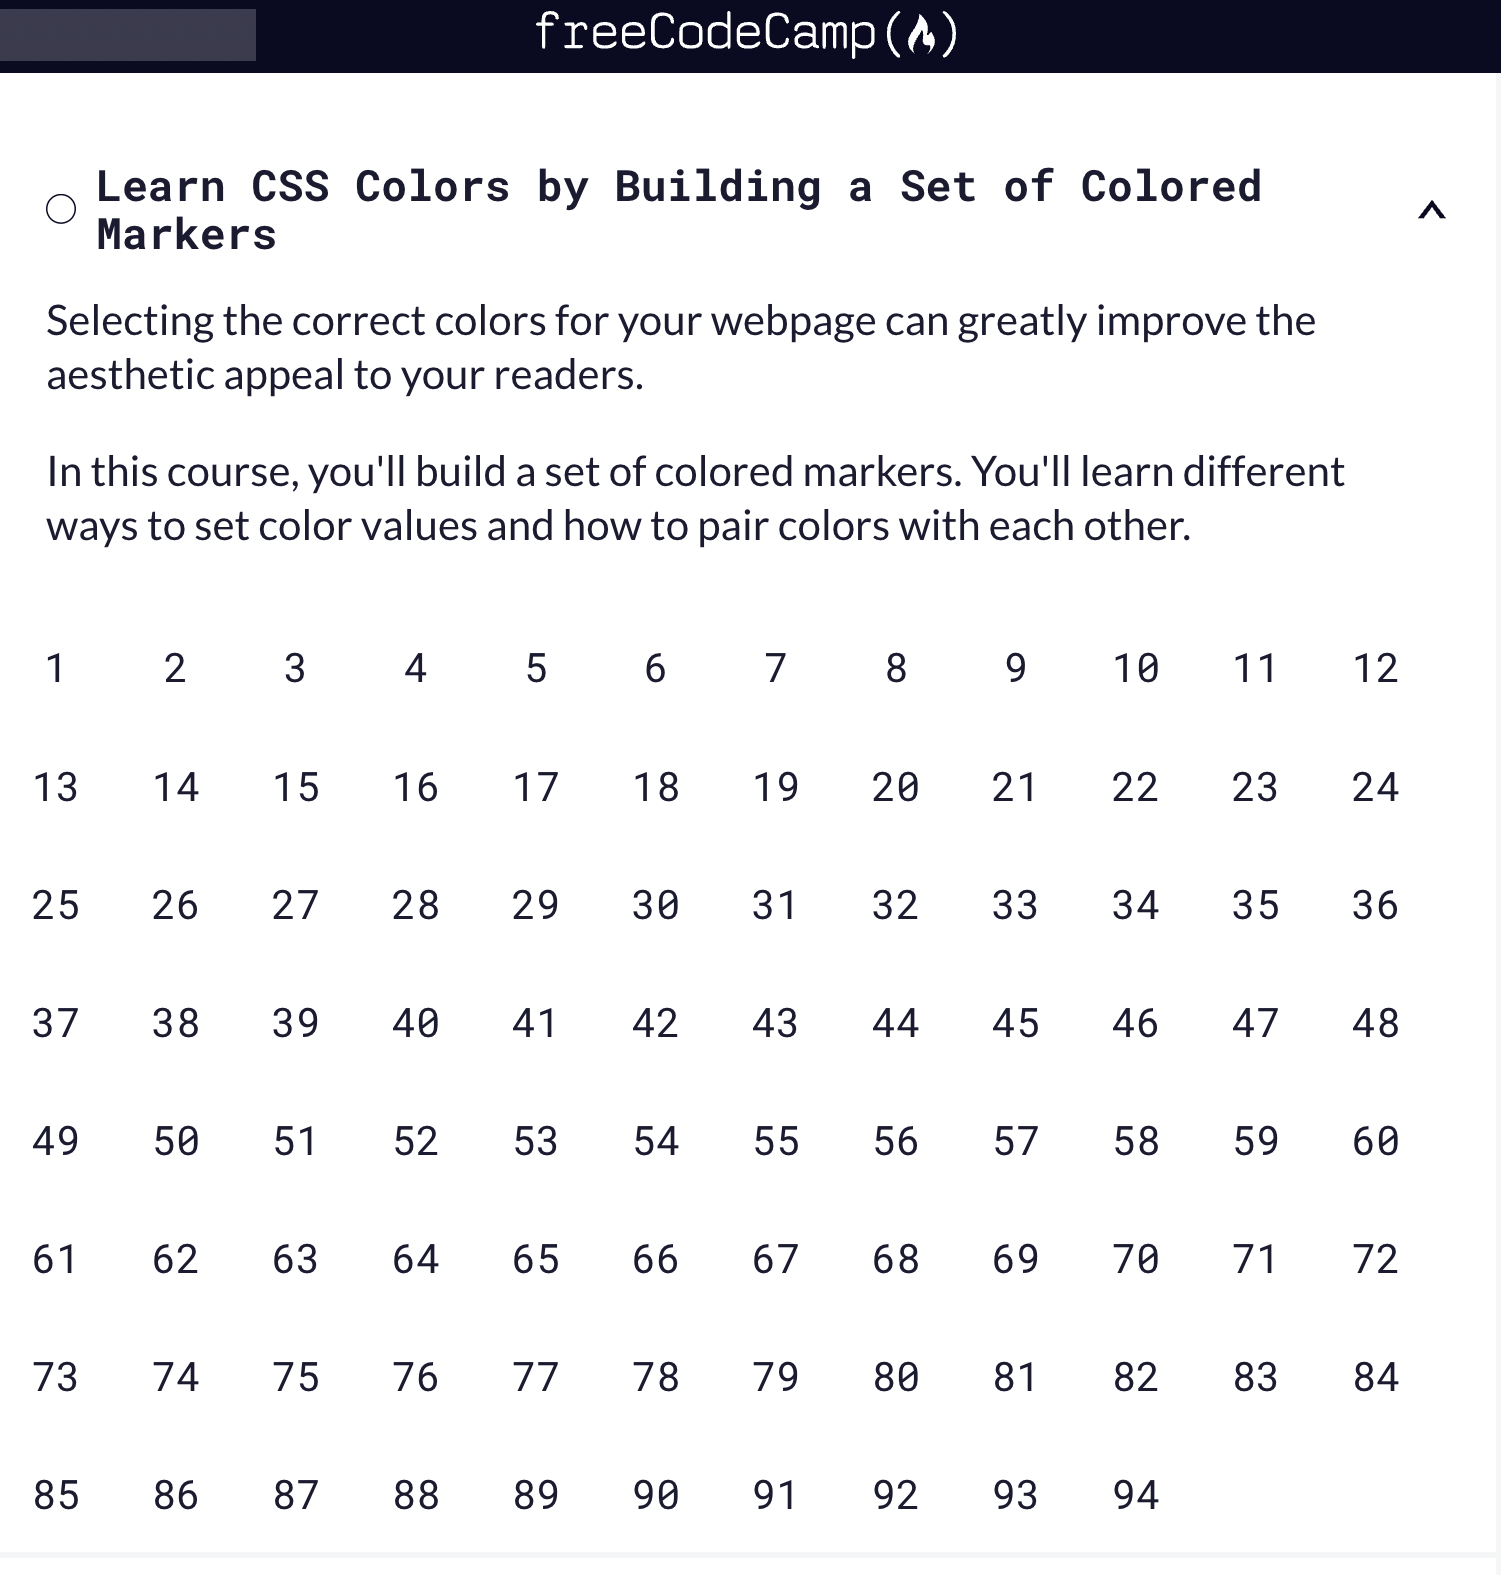 freeCodeCamp(🔥)
Learn CSS Colors by Building a Set of Colored
Markers
Selecting the correct colors for your webpage can greatly improve the
aesthetic appeal to your readers.
In this course, you'll build a set of colored markers. You'll learn different
ways to set color values and how to pair colors with each other.
1 2 3 4 5 6 7 8 9 10 11 12
13 14 15 16 17 18 19 20 21 22 23 24
25 26 27 28 29 30 31 32 33 34 35 36
37 38 39 40 41 42 43 44 45 46 47 48
49 50 51 52 53 54 55 56 57 58 59 60
61 62 63 64 65 66 67 68 69 70 71 72
73 74 75 76 77 78 79 80 81 82 83 84
85 86 87 88 89 90 91 92 93 94